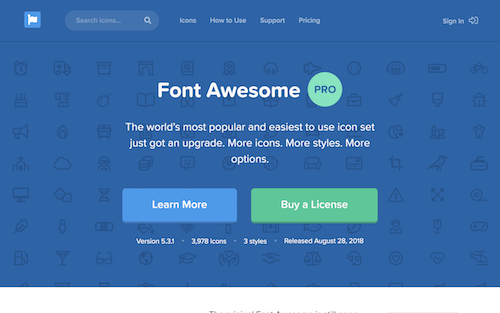 Search icons...
Icons How to Use Support Pricing
Sign In
Font Awesome PRO
The world's most popular and easiest to use icon set
just got an upgrade. More icons. More styles. More
options.
Learn More Buy a License
Version 5.3.1 • 3,978 Icons • 3 styles • Released August 28, 2018